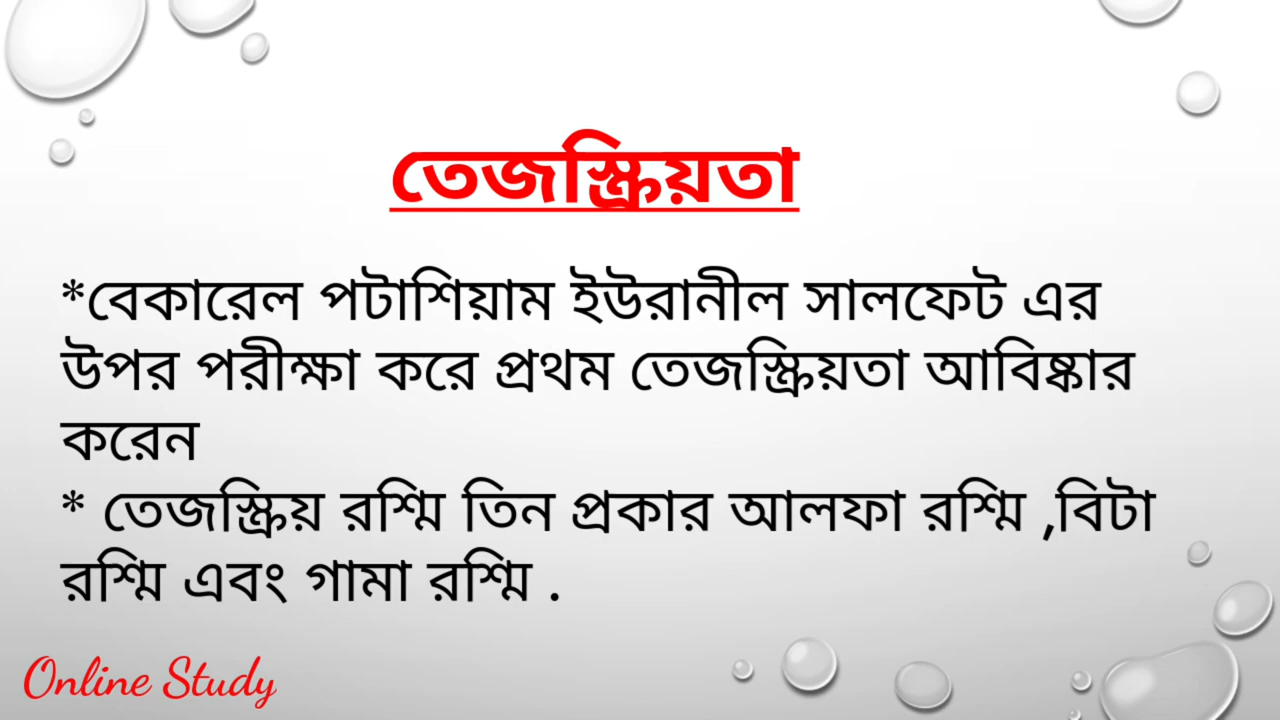 তেজস্ক্রিয়তা
*বেকারেল পটাশিয়াম ইউরানীল সালফেট এর
উপর পরীক্ষা করে প্রথম তেজস্ক্রিয়তা আবিষ্কার
করেন
* তেজস্ক্রিয় রশ্মি তিন প্রকার আলফা রশ্মি ,বিটা
রশ্মি এবং গামা রশ্মি .
Online Study